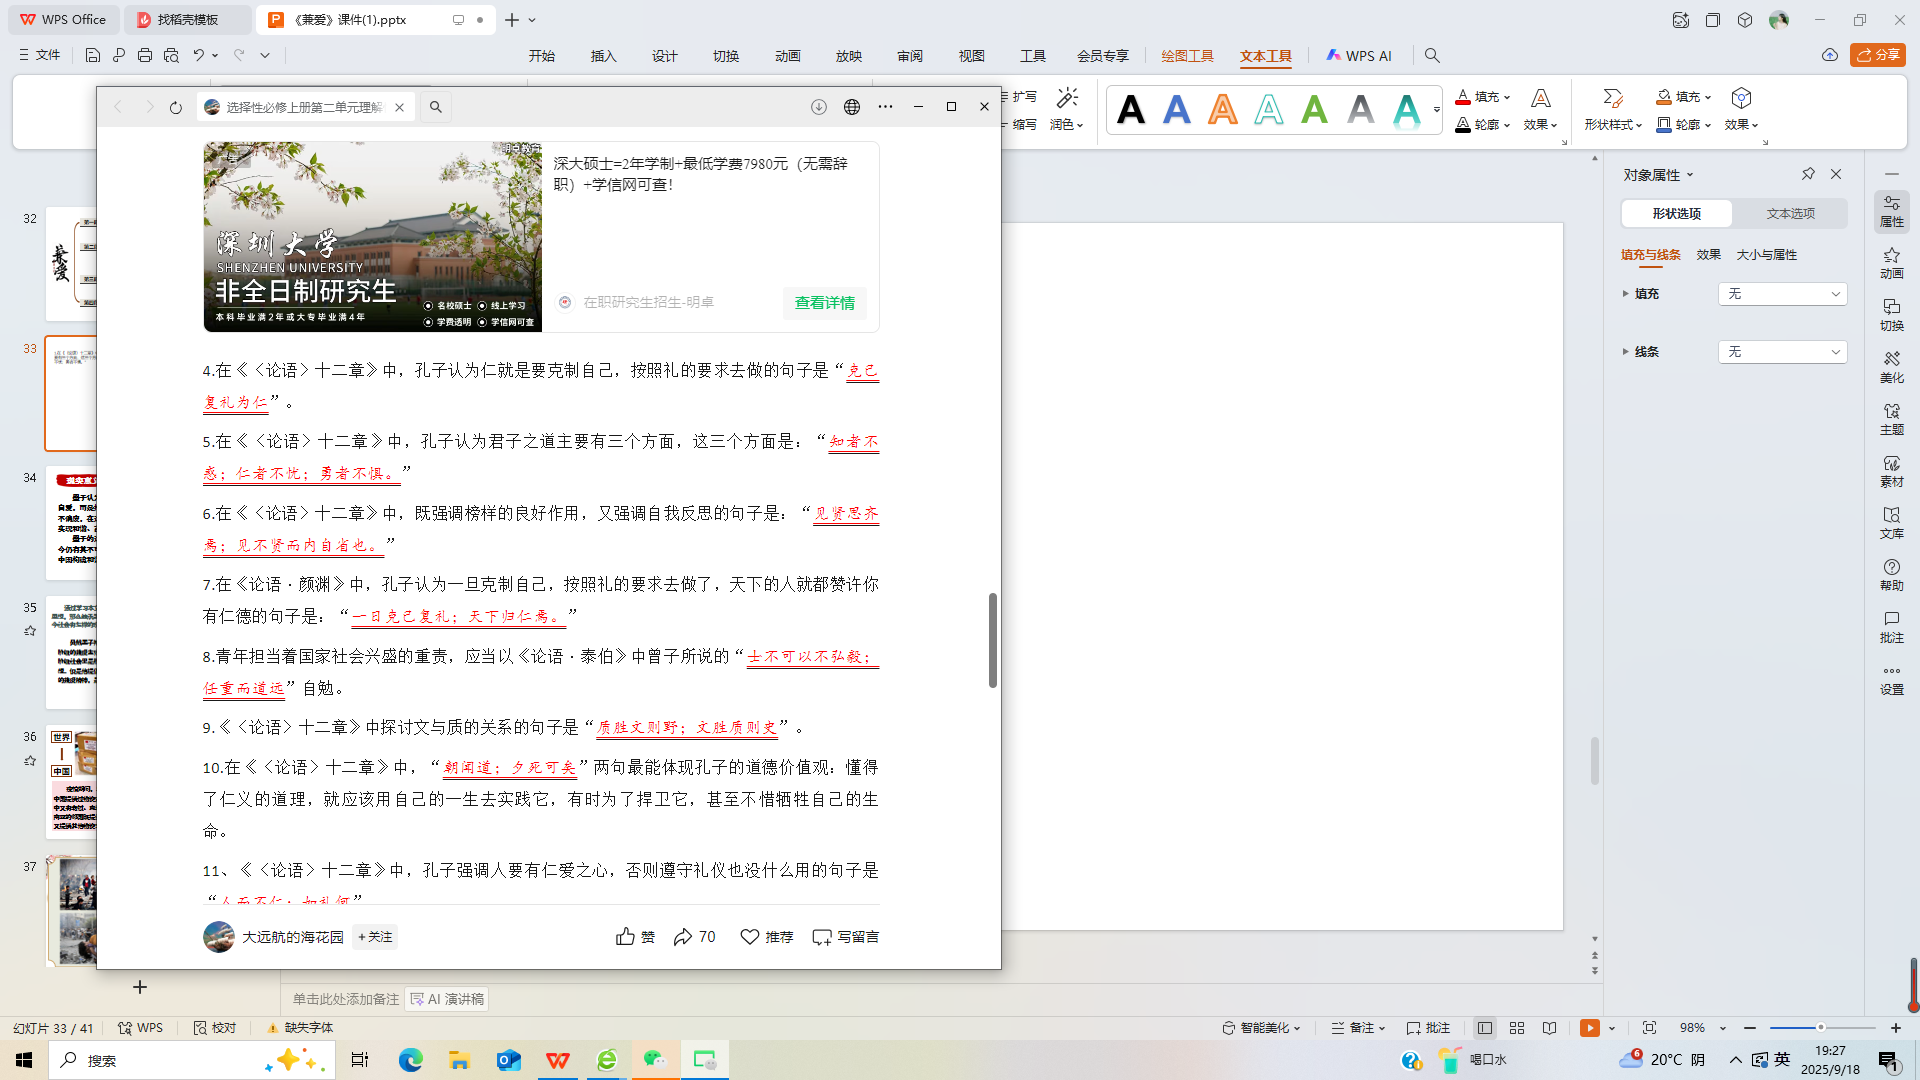 WPS Office
找稻壳模板
《兼爱》课件(1).pptx
文件
开始 插入 设计 切换 动画 放映 审阅 视图 工具 会员专享 绘图工具 文本工具 WPS AI
分享
选择性必修上册第二单元理解
扩写
缩写
润色
填充
轮廓
效果
形状样式
填充
轮廓
效果
深圳大学
SHENZHEN UNIVERSITY
非全日制研究生
本科毕业满2年或大专毕业满4年
名校硕士 线上学习
学费透明 学信网可查
深大硕士=2年学制+最低学费7980元（无需辞
职）+学信网可查！
在职研究生招生-明卓
查看详情
4.在《〈论语〉十二章》中，孔子认为仁就是要克制自己，按照礼的要求去做的句子是“克己
复礼为仁”。
5.在《〈论语〉十二章》中，孔子认为君子之道主要有三个方面，这三个方面是：“知者不
惑；仁者不忧；勇者不惧。”
6.在《〈论语〉十二章》中，既强调榜样的良好作用，又强调自我反思的句子是：“见贤思齐
焉；见不贤而内自省也。”
7.在《论语·颜渊》中，孔子认为一旦克制自己，按照礼的要求去做了，天下的人就都赞许你
有仁德的句子是：“一日克己复礼；天下归仁焉。”
8.青年担当着国家社会兴盛的重责，应当以《论语·泰伯》中曾子所说的“士不可以不弘毅；
任重而道远”自勉。
9.《〈论语〉十二章》中探讨文与质的关系的句子是“质胜文则野；文胜质则史”。
10.在《〈论语〉十二章》中，“朝闻道；夕死可矣”两句最能体现孔子的道德价值观：懂得
了仁义的道理，就应该用自己的一生去实践它，有时为了捍卫它，甚至不惜牺牲自己的生
命。
11、《〈论语〉十二章》中，孔子强调人要有仁爱之心，否则遵守礼仪也没什么用的句子是
“人而不仁；如礼何”
大远航的海花园
+关注
赞
70
推荐
写留言
32
兼爱
33
34
35
36
世界
中国
37
对象属性
形状选项 文本选项
填充与线条 效果 大小与属性
填充 无
线条 无
属性
动画
切换
美化
主题
素材
文库
帮助
批注
设置
单击此处添加备注
AI 演讲稿
幻灯片 33 / 41
WPS
校对
缺失字体
智能美化
备注
批注
98%
搜索
喝口水
6
20°C 阴
英
19:27
2025/9/18
1